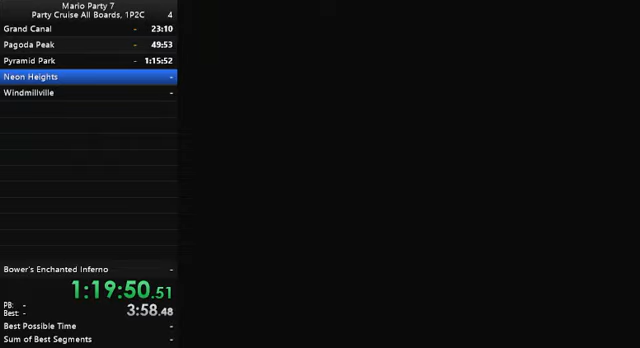 Mario Party 7
Party Cruise All Boards, 1P2C 4
Grand Canal - 23:10
Pagoda Peak - 49:53
Pyramid Park - 1:15:52
Neon Heights -
Windmillville -
Bower's Enchanted Inferno -
1:19:50.51
PB: -
Best: - 3:58.48
Best Possible Time -
Sum of Best Segments -